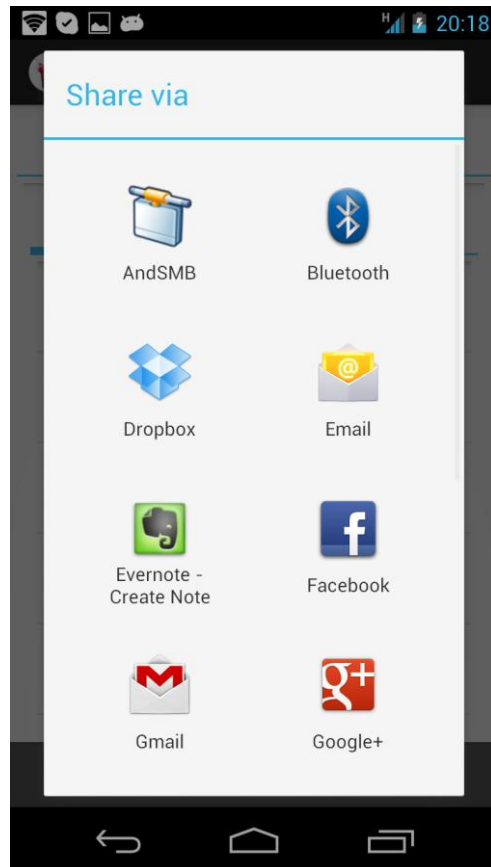 H 20:18
Share via
AndSMB Bluetooth
Dropbox Email
Evernote -
Create Note
Facebook
Gmail Google+